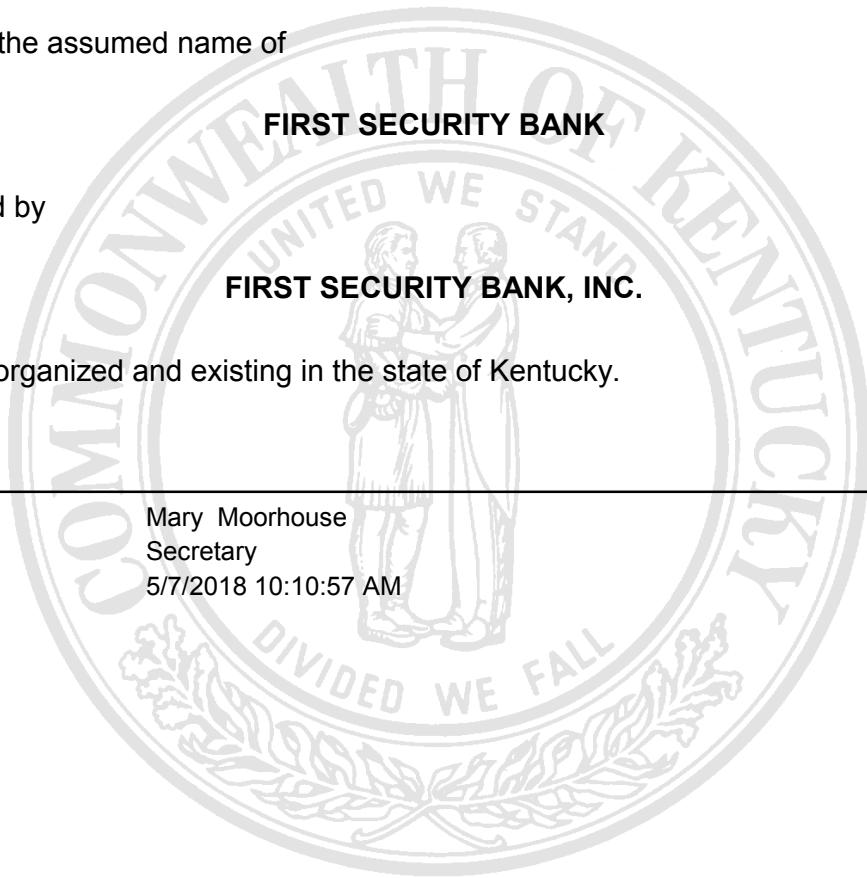 the assumed name of
FIRST SECURITY BANK
d by
FIRST SECURITY BANK, INC.
organized and existing in the state of Kentucky.
Mary Moorhouse
Secretary
5/7/2018 10:10:57 AM
COMMONWEALTH OF KENTUCKY
UNITED WE STAND
DIVIDED WE FALL